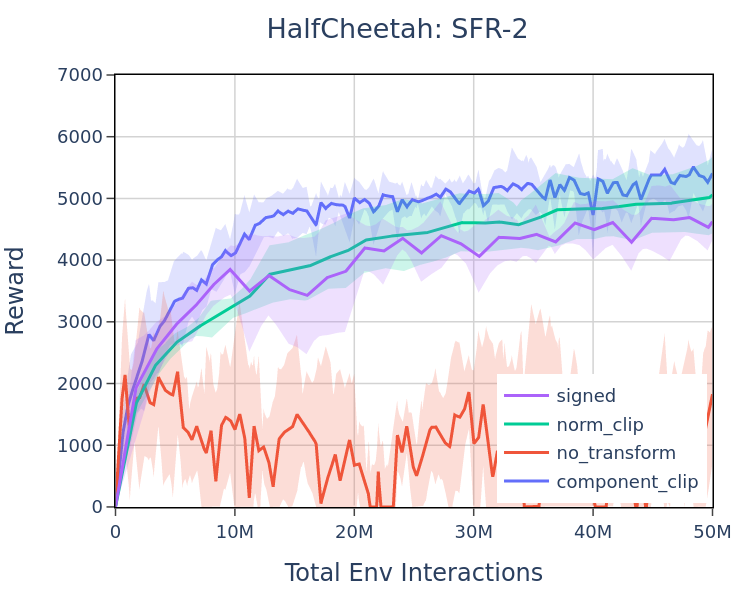 HalfCheetah: SFR-2
Reward
7000
6000
5000
4000
3000
2000
1000
0
signed
norm_clip
no_transform
component_clip
0
10M
20M
30M
40M
50M
Total Env Interactions